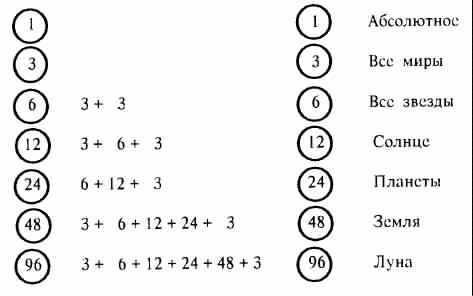 1 1 Абсолютное
3 3 Все миры
6 3 + 3 6 Все звезды
12 3 + 6 + 3 12 Солнце
24 6 + 12 + 3 24 Планеты
48 3 + 6 + 12 + 24 + 3 48 Земля
96 3 + 6 + 12 + 24 + 48 + 3 96 Луна